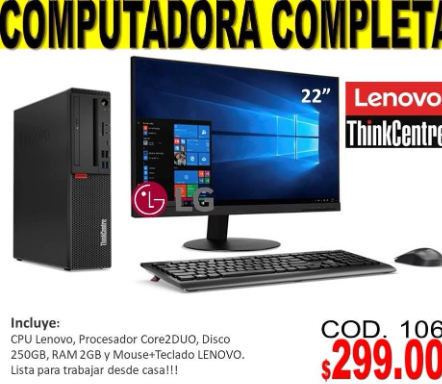 COMPUTADORA COMPLETA
22”
Lenovo
ThinkCentre
LG
ThinkCentre
Incluye:
CPU Lenovo, Procesador Core2DUO, Disco
250GB, RAM 2GB y Mouse+Teclado LENOVO.
Lista para trabajar desde casa!!!
COD. 106
$299.00